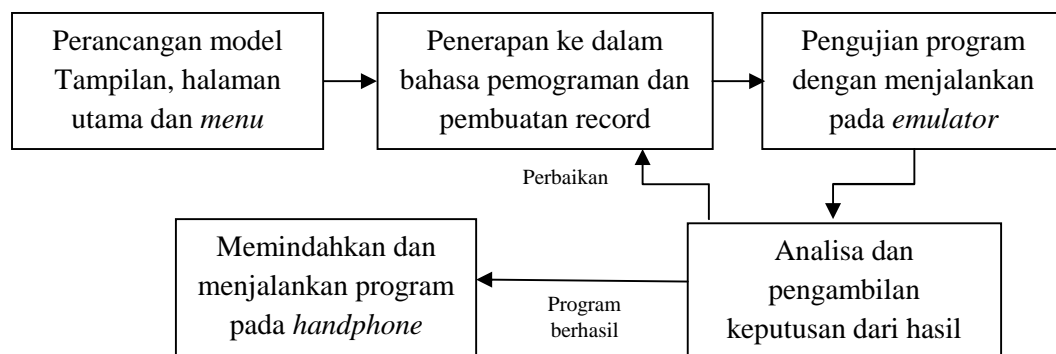 Perancangan model
Tampilan, halaman
utama dan menu
Penerapan ke dalam
bahasa pemograman dan
pembuatan record
Pengujian program
dengan menjalankan
pada emulator
Perbaikan
Analisa dan
pengambilan
keputusan dari hasil
Program
berhasil
Memindahkan dan
menjalankan program
pada handphone